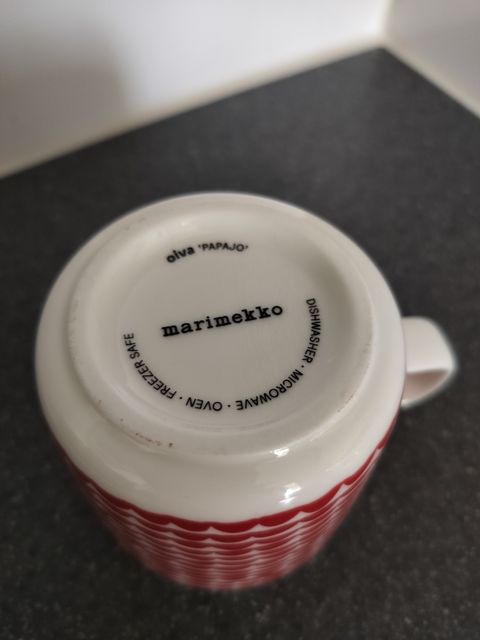 oiva 'PAPAJO'
marimekko
DISHWASHER · MICROWAVE · OVEN · FREEZER SAFE